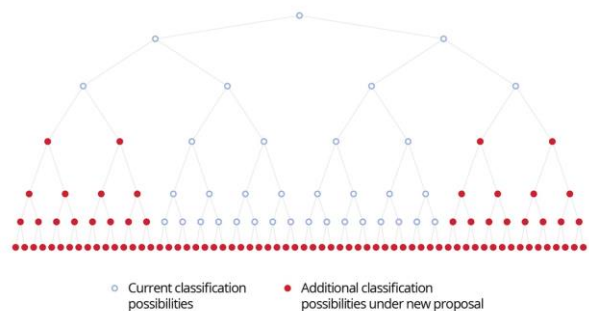 Current classification
possibilities
Additional classification
possibilities under new proposal